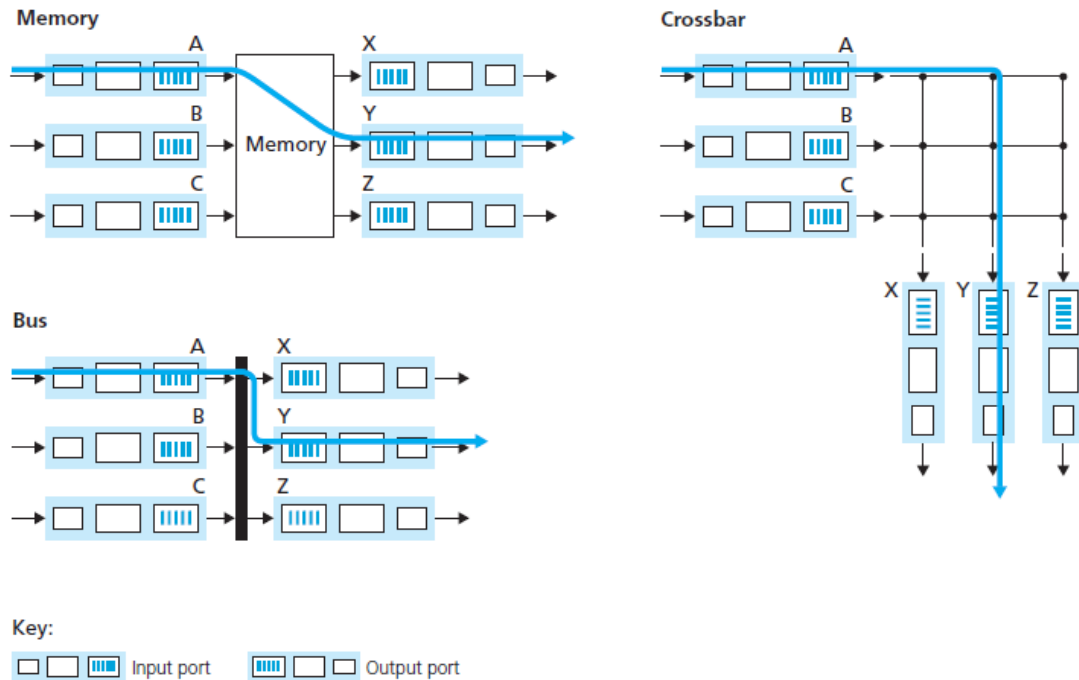 Memory
A
X
B
Y
Memory
C
Z
Crossbar
A
B
C
X
Y
Z
Bus
A
X
B
Y
C
Z
Key:
Input port
Output port